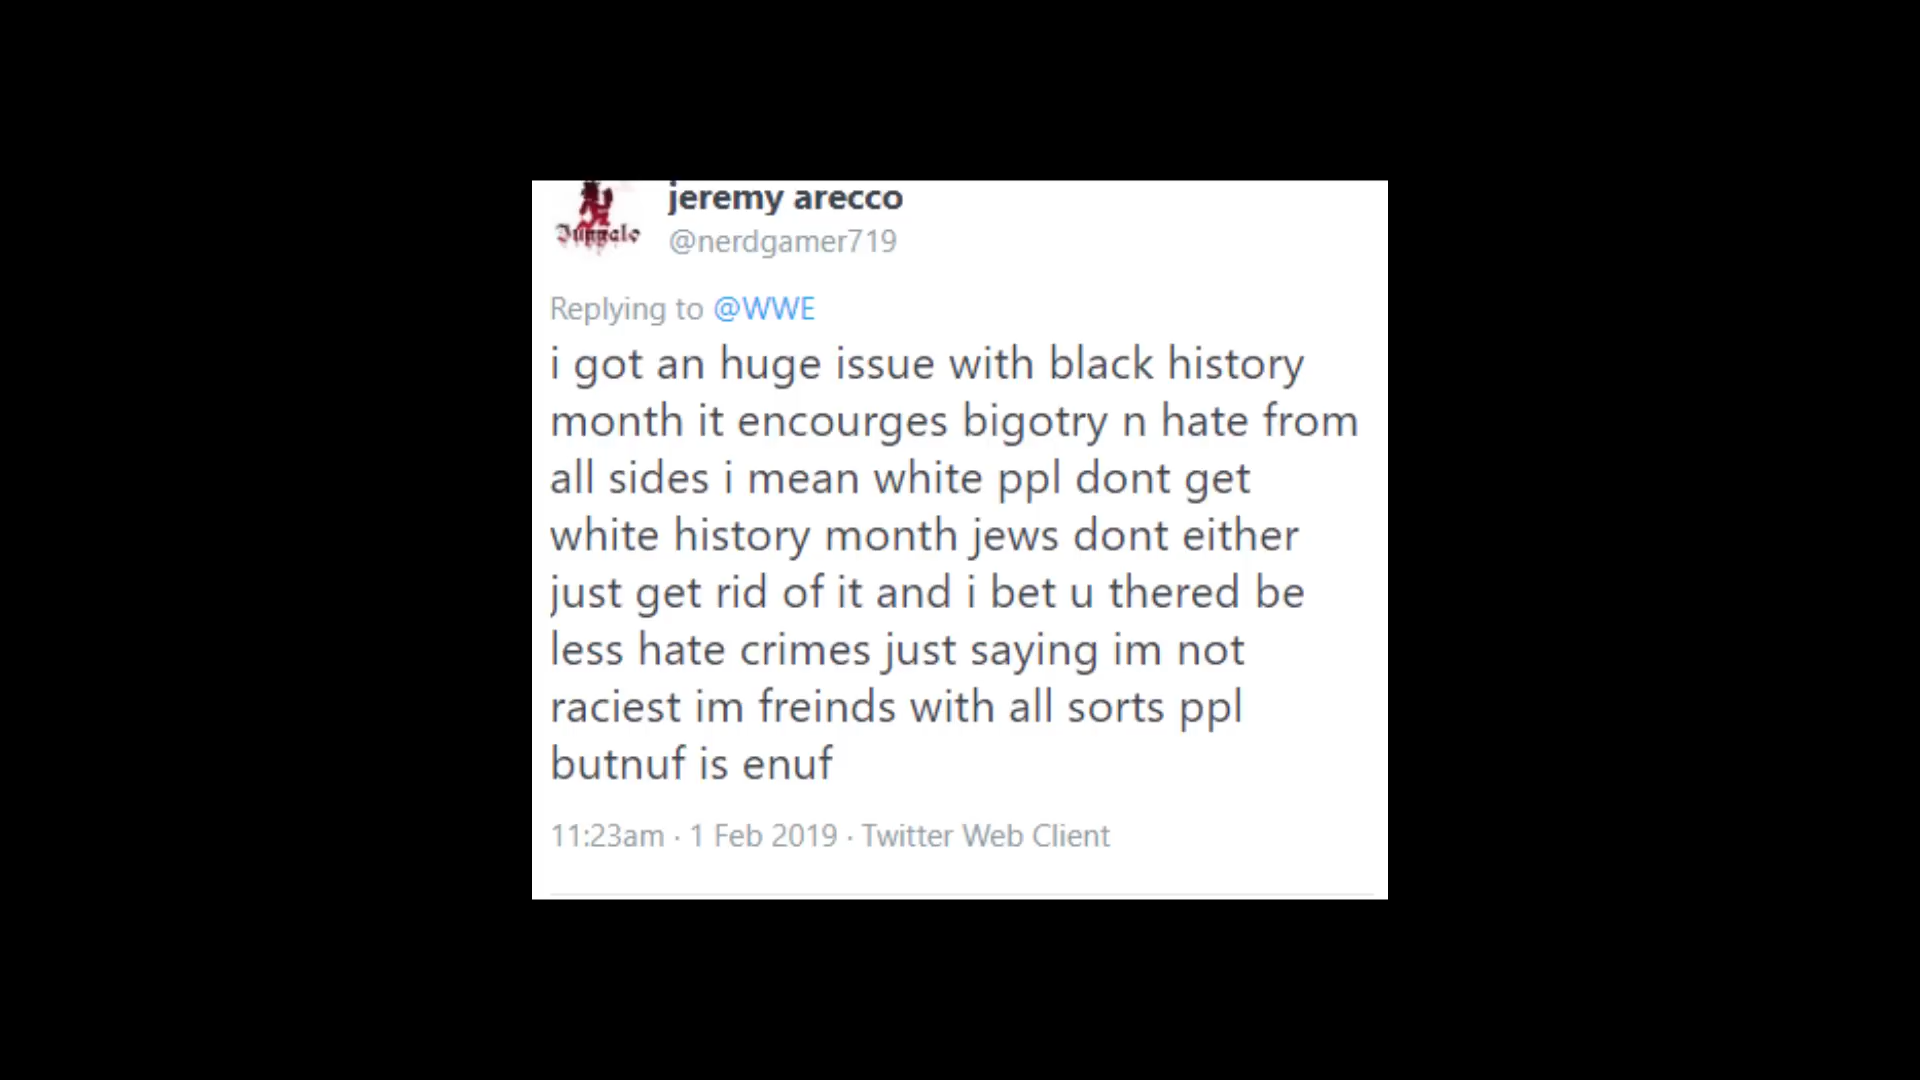 jeremy arecco
Juggalo
@nerdgamer719
Replying to @WWE
i got an huge issue with black history
month it encourges bigotry n hate from
all sides i mean white ppl dont get
white history month jews dont either
just get rid of it and i bet u thered be
less hate crimes just saying im not
raciest im freinds with all sorts ppl
butnuf is enuf
11:23am · 1 Feb 2019 · Twitter Web Client